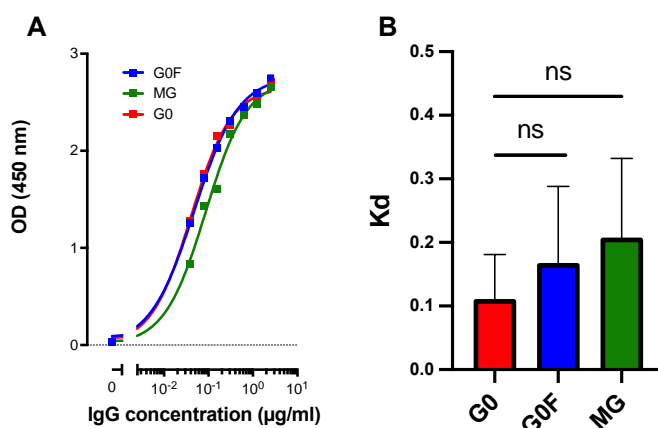 A
OD (450 nm)
3
2
1
0
G0F
MG
G0
0
10-2
10-1
100
101
IgG concentration (µg/ml)
B
Kd
0.5
0.4
0.3
0.2
0.1
0.0
ns
ns
G0
G0F
MG